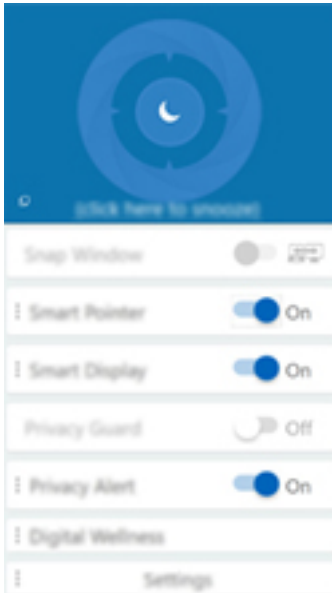 (click here to snooze)
Snap Window
Smart Pointer On
Smart Display On
Privacy Guard Off
Privacy Alert On
Digital Wellness
Settings